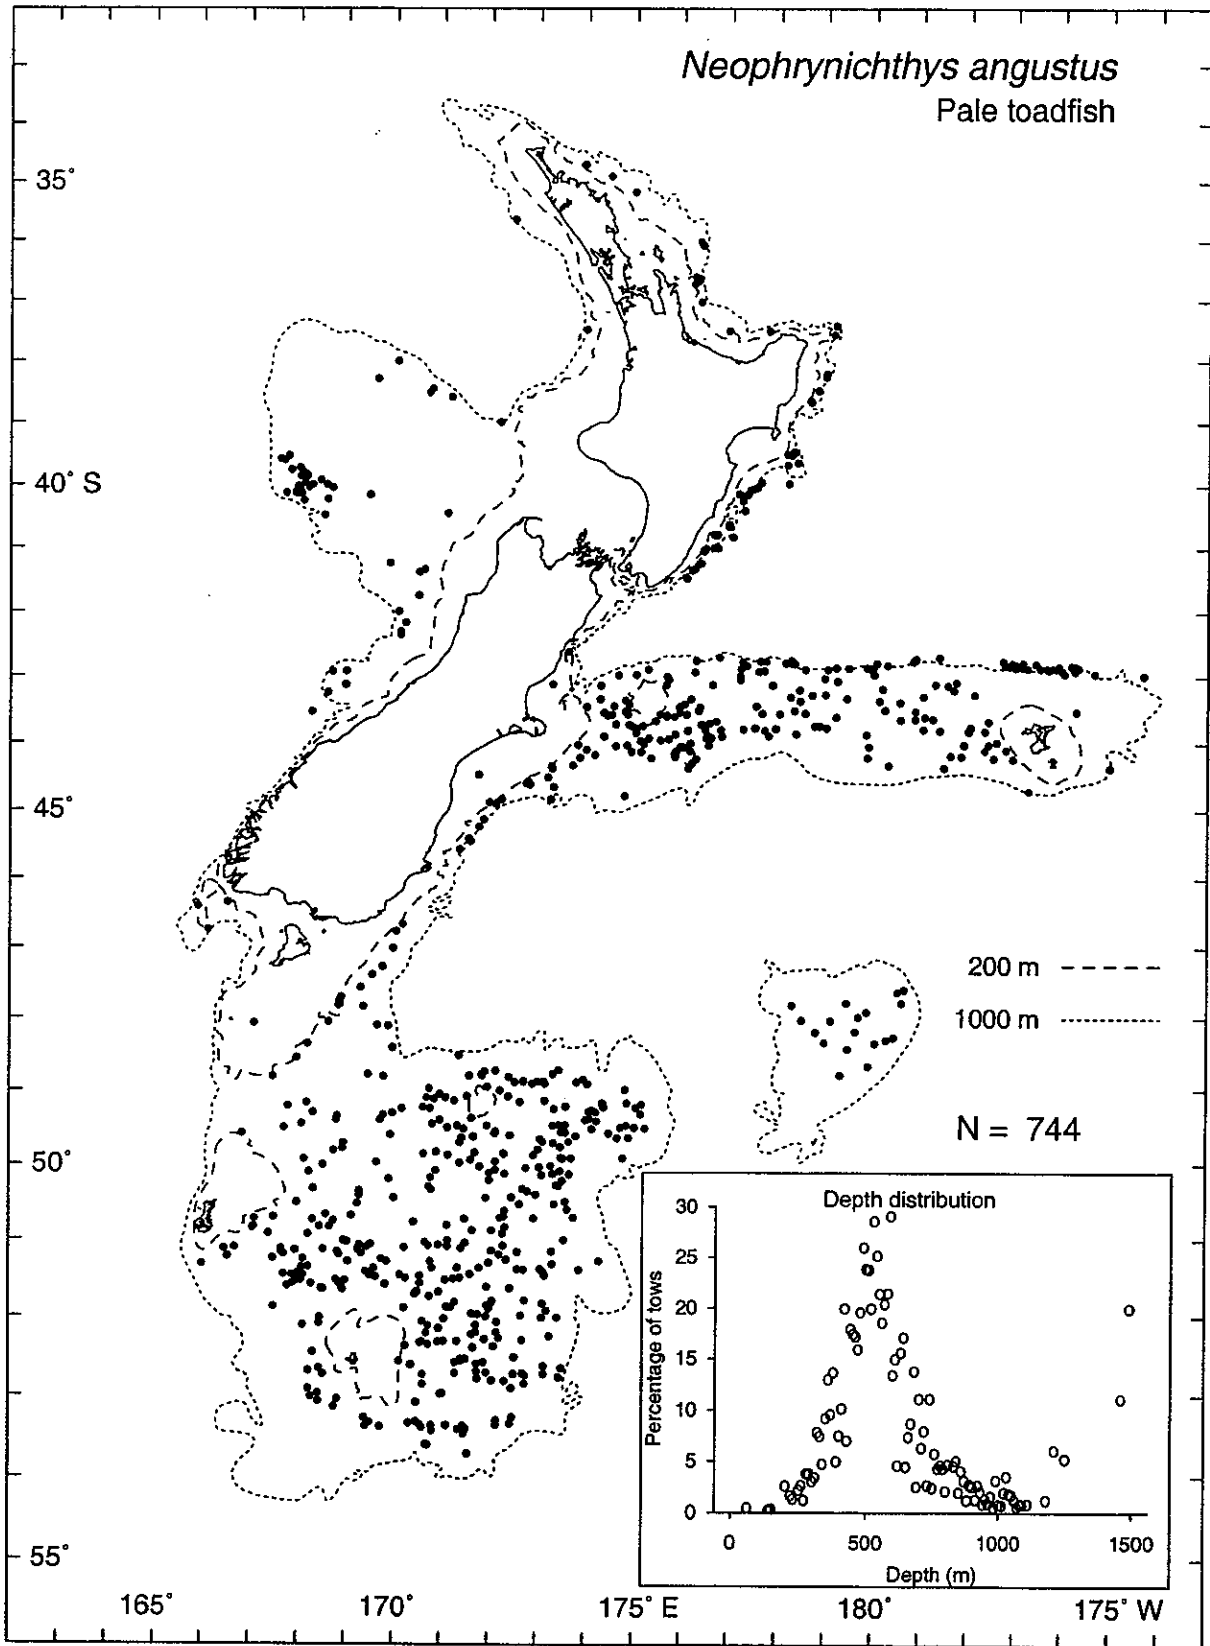 Neophrynichthys angustus
Pale toadfish
35°
40° S
45°
50°
55°
165°
170°
175° E
180°
175° W
200 m
1000 m
N = 744
Depth distribution
Percentage of tows
30
25
20
15
10
5
0
0
500
1000
1500
Depth (m)